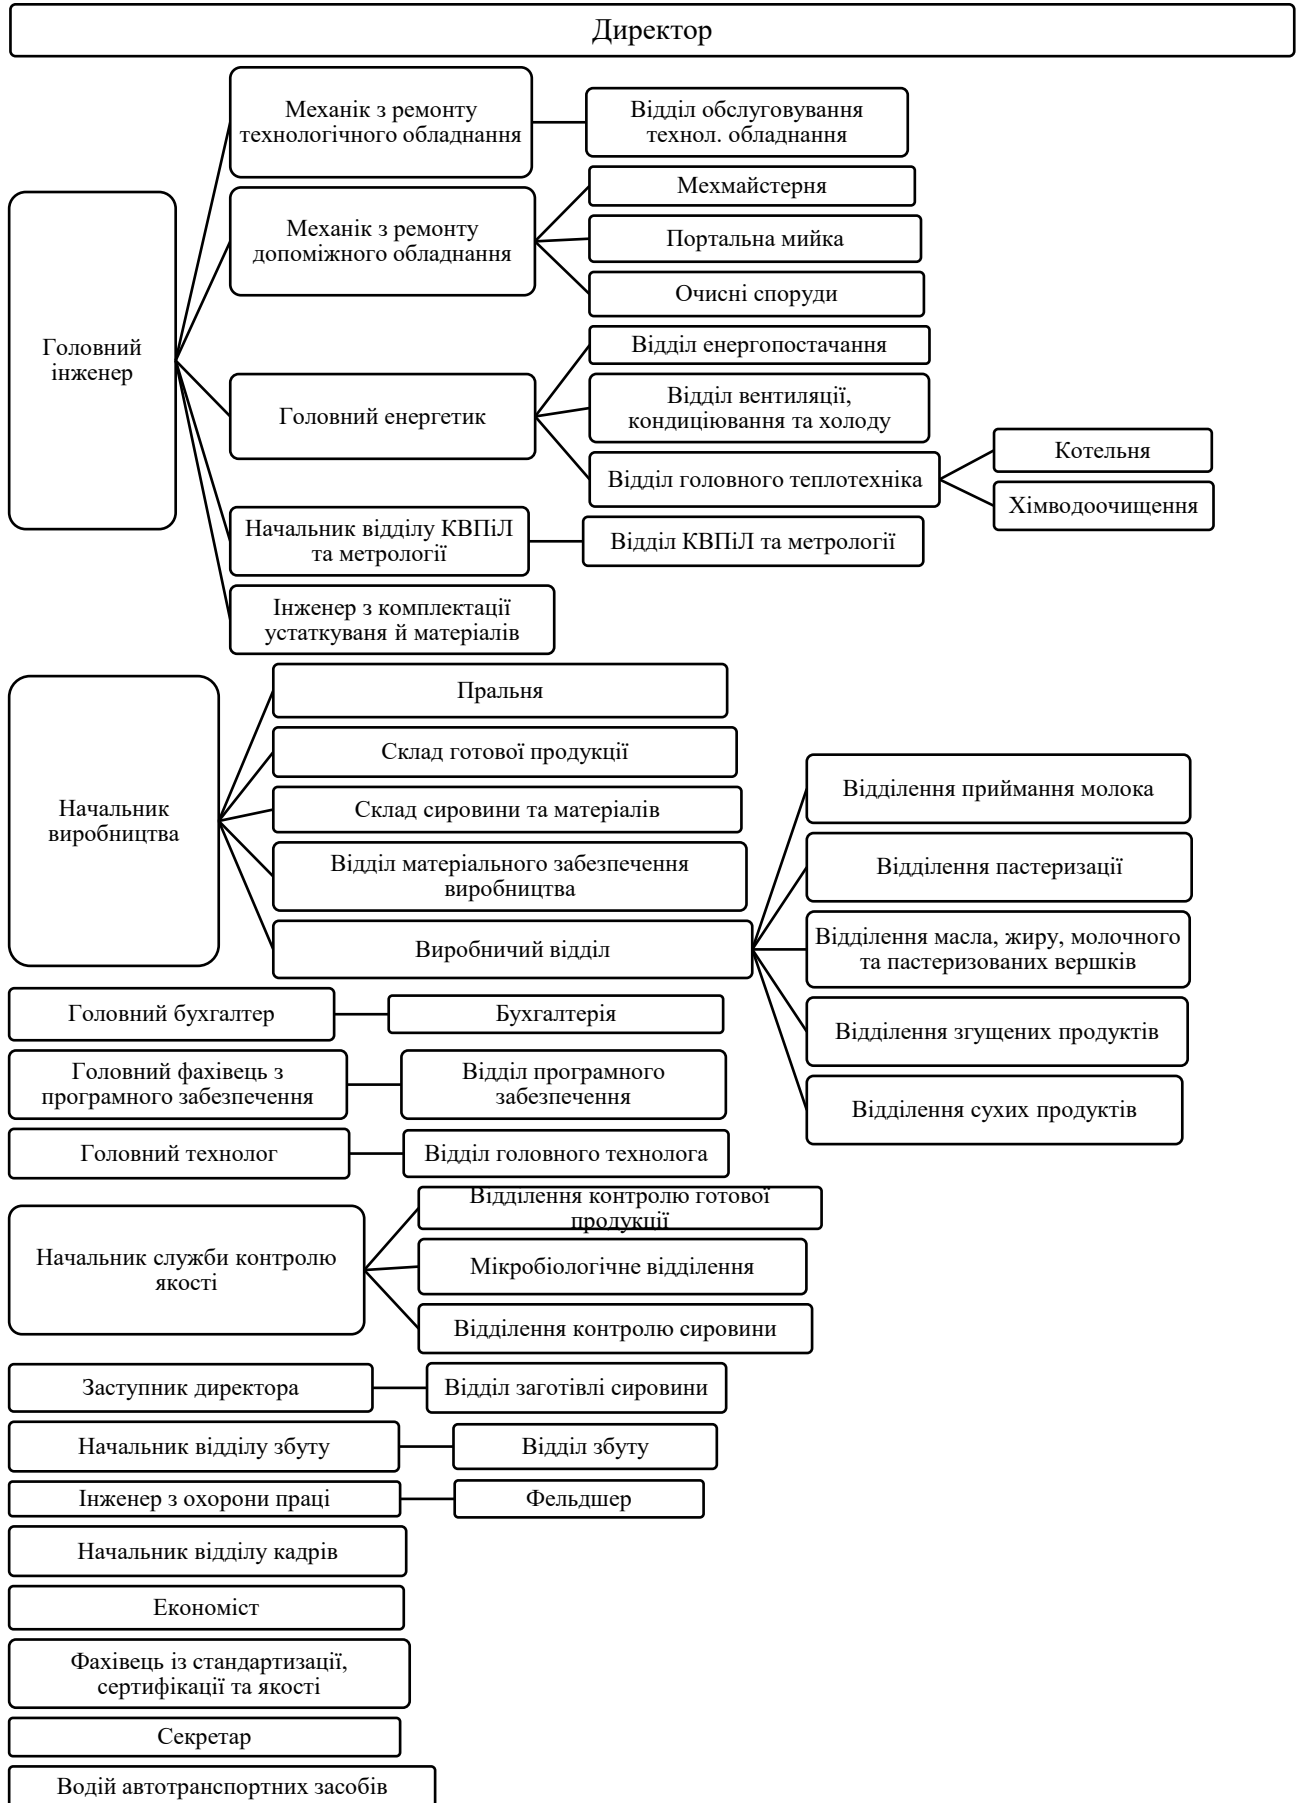 Директор
Механік з ремонту
технологічного обладнання
Відділ обслуговування
технол. обладнання
Механік з ремонту
допоміжного обладнання
Мехмайстерня
Портальна мийка
Очисні споруди
Головний
інженер
Головний енергетик
Відділ енергопостачання
Відділ вентиляції,
кондиціювання та холоду
Відділ головного теплотехніка
Котельня
Хімводоочищення
Начальник відділу КВПіЛ
та метрології
Відділ КВПіЛ та метрології
Інженер з комплектації
устаткуваня й матеріалів
Начальник
виробництва
Пральня
Склад готової продукції
Склад сировини та матеріалів
Відділ матеріального забезпечення
виробництва
Виробничий відділ
Відділення приймання молока
Відділення пастеризації
Відділення масла, жиру, молочного
та пастеризованих вершків
Відділення згущених продуктів
Відділення сухих продуктів
Головний бухгалтер
Бухгалтерія
Головний фахівець з
програмного забезпечення
Відділ програмного
забезпечення
Головний технолог
Відділ головного технолога
Начальник служби контролю
якості
Відділення контролю готової
продукції
Мікробіологічне відділення
Відділення контролю сировини
Заступник директора
Відділ заготівлі сировини
Начальник відділу збуту
Відділ збуту
Інженер з охорони праці
Фельдшер
Начальник відділу кадрів
Економіст
Фахівець із стандартизації,
сертифікації та якості
Секретар
Водій автотранспортних засобів